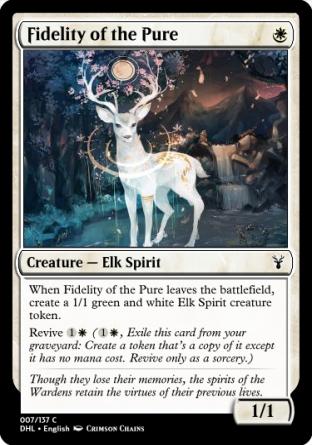 Fidelity of the Pure
Creature — Elk Spirit
When Fidelity of the Pure leaves the battlefield,
create a 1/1 green and white Elk Spirit creature
token.
Revive 1 ( 1, Exile this card from your
graveyard: Create a token that's a copy of it except
it has no mana cost. Revive only as a sorcery.)
Though they lose their memories, the spirits of the
Wardens retain the virtues of their previous lives.
1/1
007/137 C
DHL • English Crimson Chains